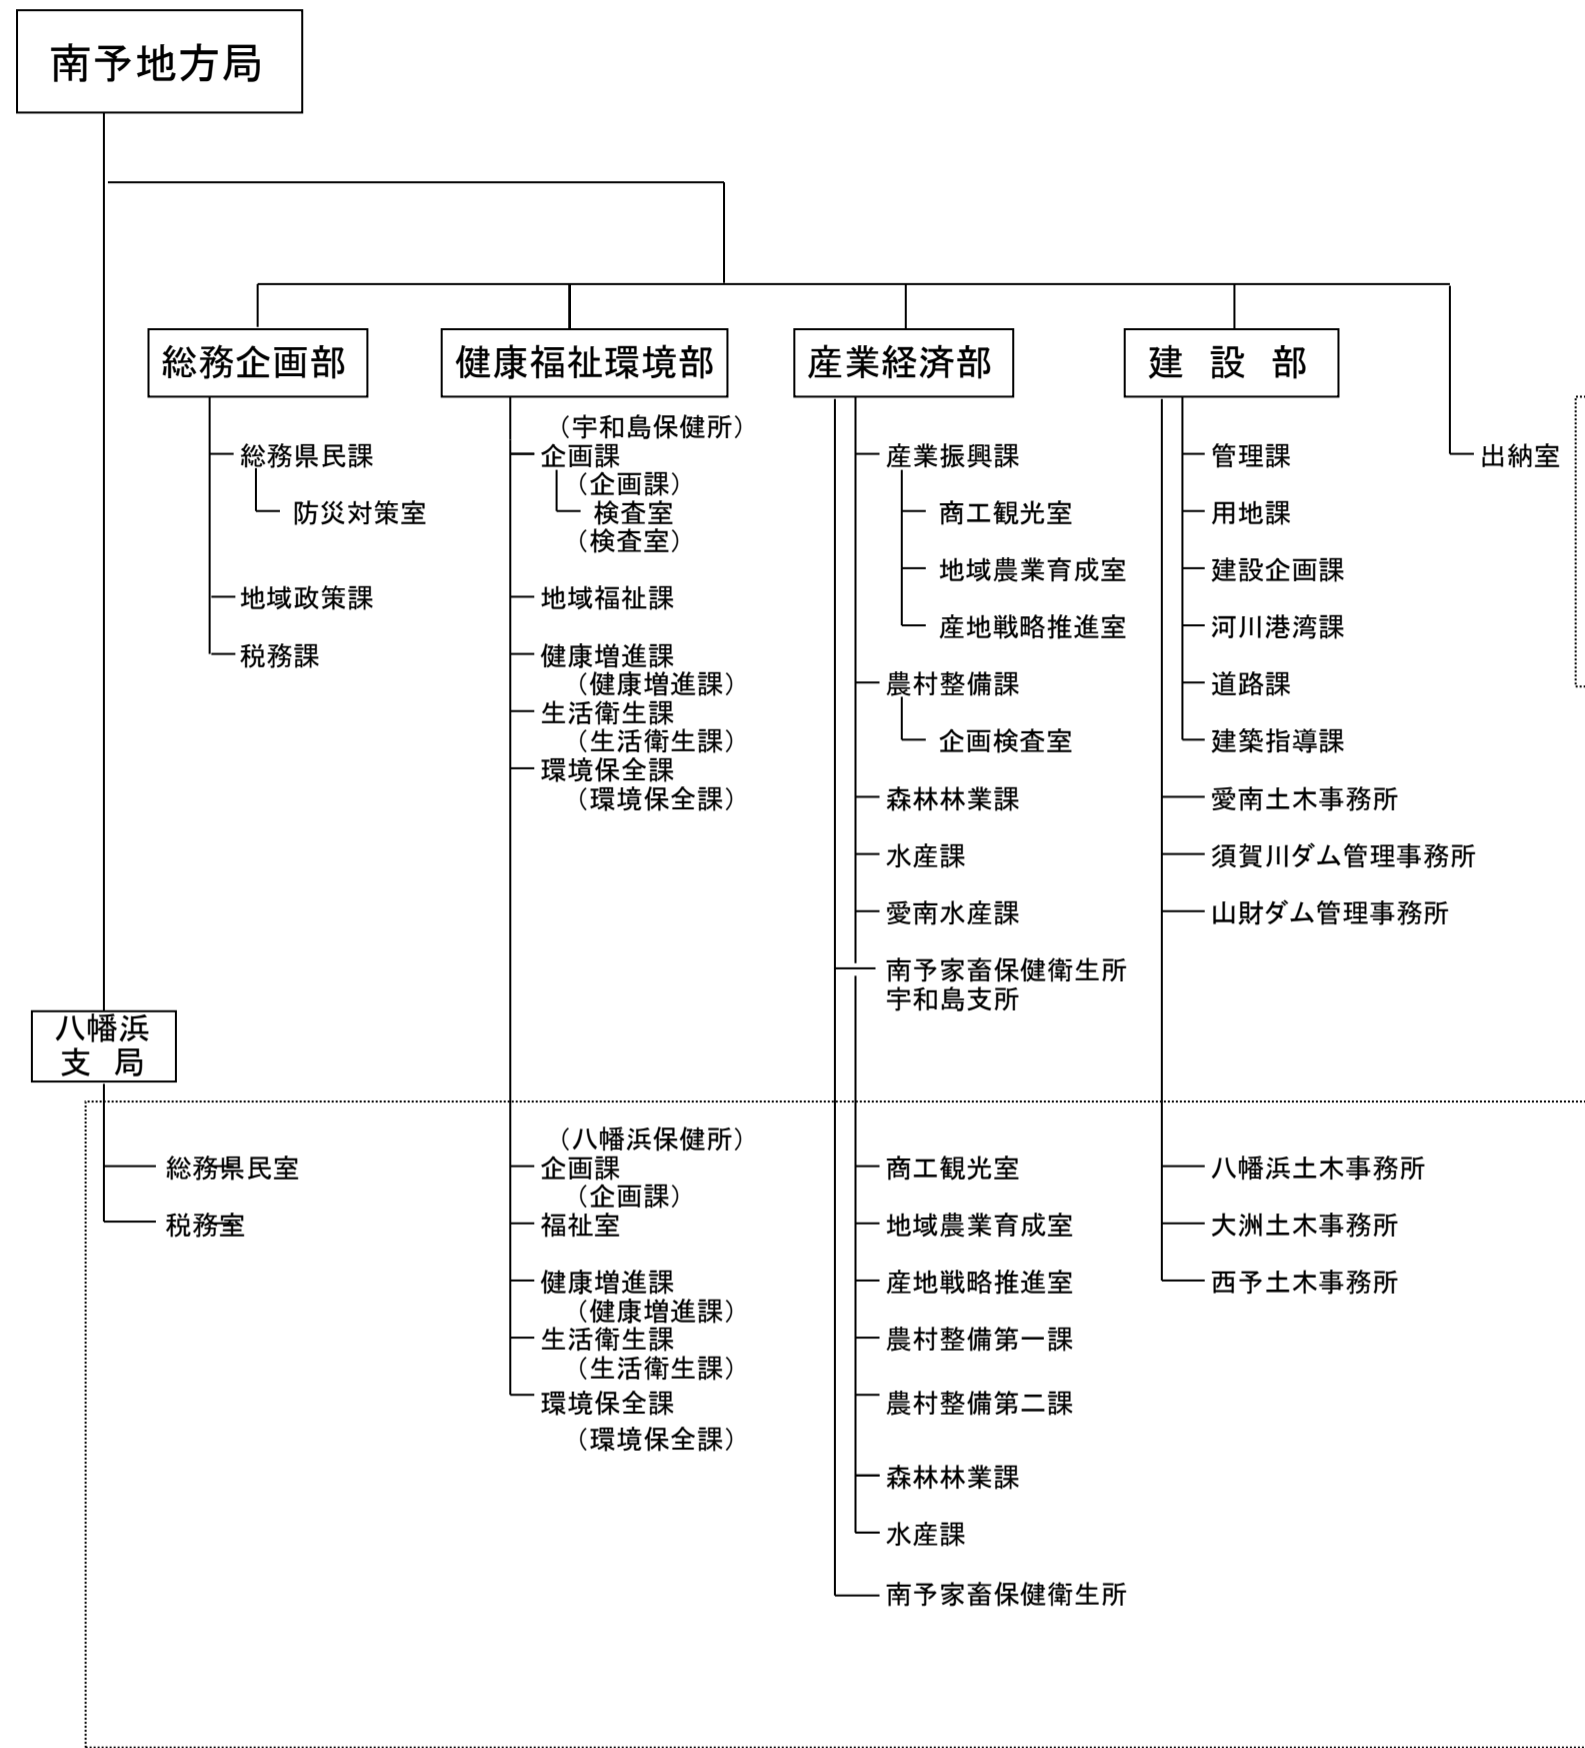 南予地方局
総務企画部
総務県民課
防災対策室
地域政策課
税務課
健康福祉環境部
（宇和島保健所）
企画課
（企画課）
検査室
（検査室）
地域福祉課
健康増進課
（健康増進課）
生活衛生課
（生活衛生課）
環境保全課
（環境保全課）
産業経済部
産業振興課
商工観光室
地域農業育成室
産地戦略推進室
農村整備課
企画検査室
森林林業課
水産課
愛南水産課
南予家畜保健衛生所
宇和島支所
建 設 部
管理課
用地課
建設企画課
河川港湾課
道路課
建築指導課
愛南土木事務所
須賀川ダム管理事務所
山財ダム管理事務所
出納室
八幡浜
支 局
総務県民室
税務室
（八幡浜保健所）
企画課
（企画課）
福祉室
健康増進課
（健康増進課）
生活衛生課
（生活衛生課）
環境保全課
（環境保全課）
商工観光室
地域農業育成室
産地戦略推進室
農村整備第一課
農村整備第二課
森林林業課
水産課
南予家畜保健衛生所
八幡浜土木事務所
大洲土木事務所
西予土木事務所